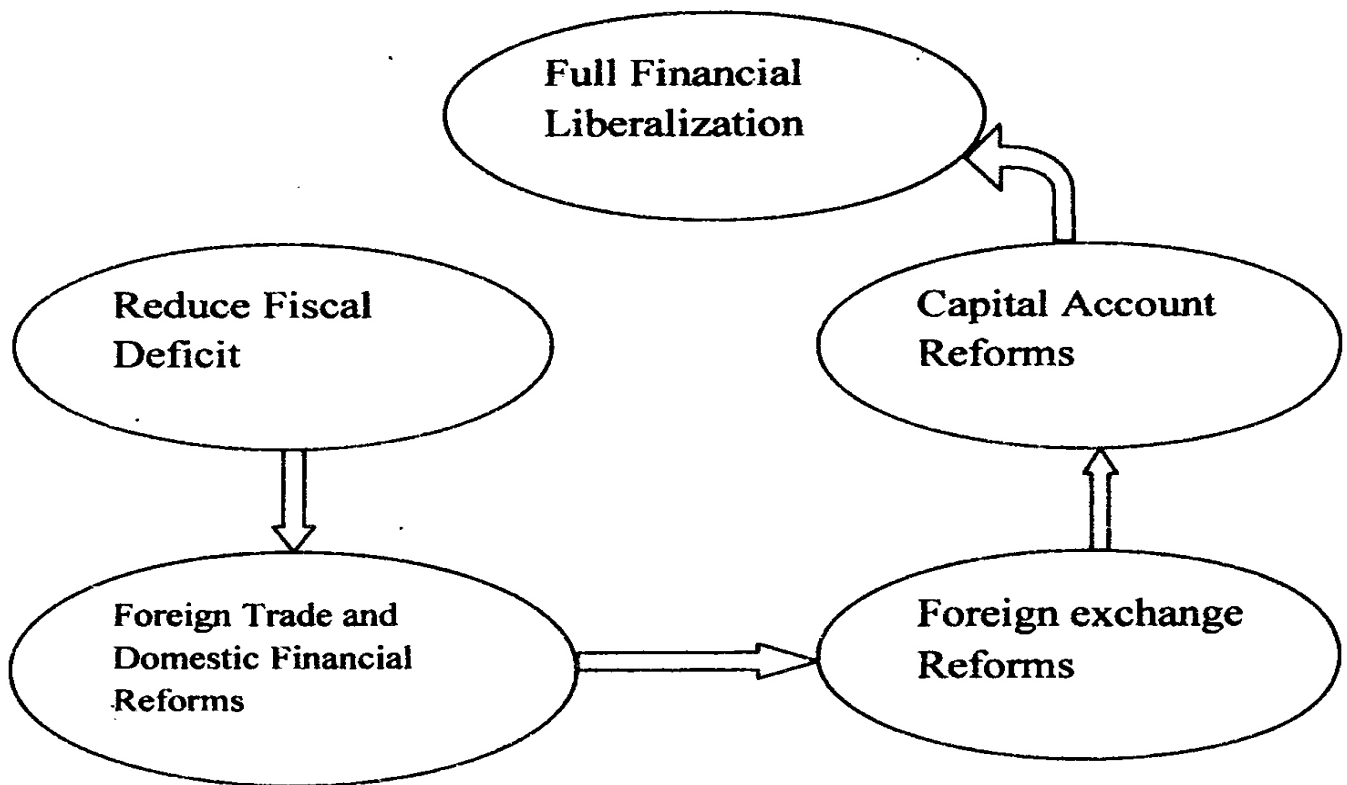 Full Financial
Liberalization
Reduce Fiscal
Deficit
Capital Account
Reforms
Foreign Trade and
Domestic Financial
Reforms
Foreign exchange
Reforms